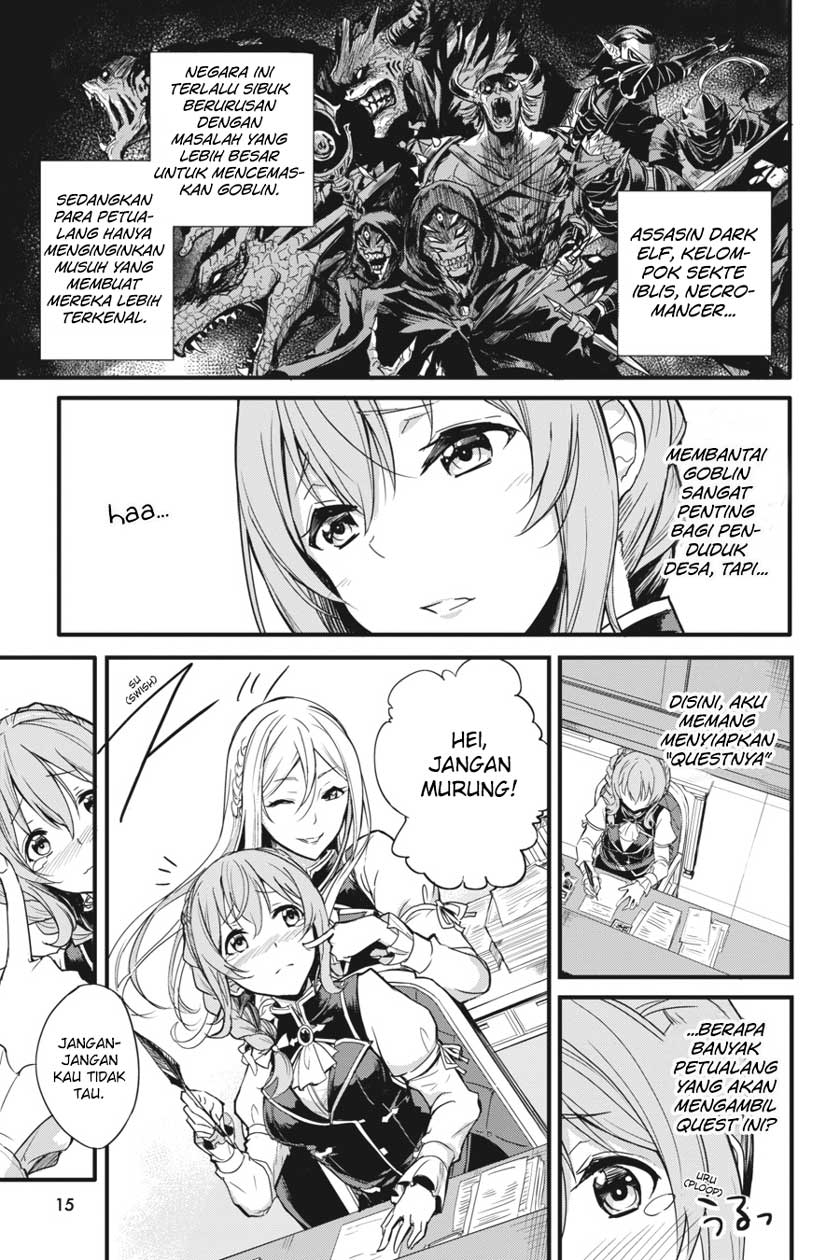 ASSASIN DARK
ELF, KELOM-
POK SEKTE
IBLIS, NECRO-
MANCER...
NEGARA INI
TERLALU SIBUK
BERURUSAN
DENGAN
MASALAH YANG
LEBIH BESAR
UNTUK MENCEMAS-
KAN GOBLIN.
SEDANGKAN
PARA PETUA-
LANG HANYA
MENGINGINKAN
MUSUH YANG
MEMBUAT
MEREKA LEBIH
TERKENAL.
MEMBANTAI
GOBLIN
SANGAT
PENTING
BAGI PEN-
DUDUK
DESA, TAPI...
haa...
DISINI, AKU
MEMANG
MENYIAPKAN
"QUESTNYA"
...BERAPA
BANYAK
PETUALANG
YANG AKAN
MENGAMBIL
QUEST INI?
URU
(PLOOP)
うるっ
HEI,
JANGAN
MURUNG!
SU
(SWISH)
JANGAN-
JANGAN
KAU TIDAK
TAU.
15